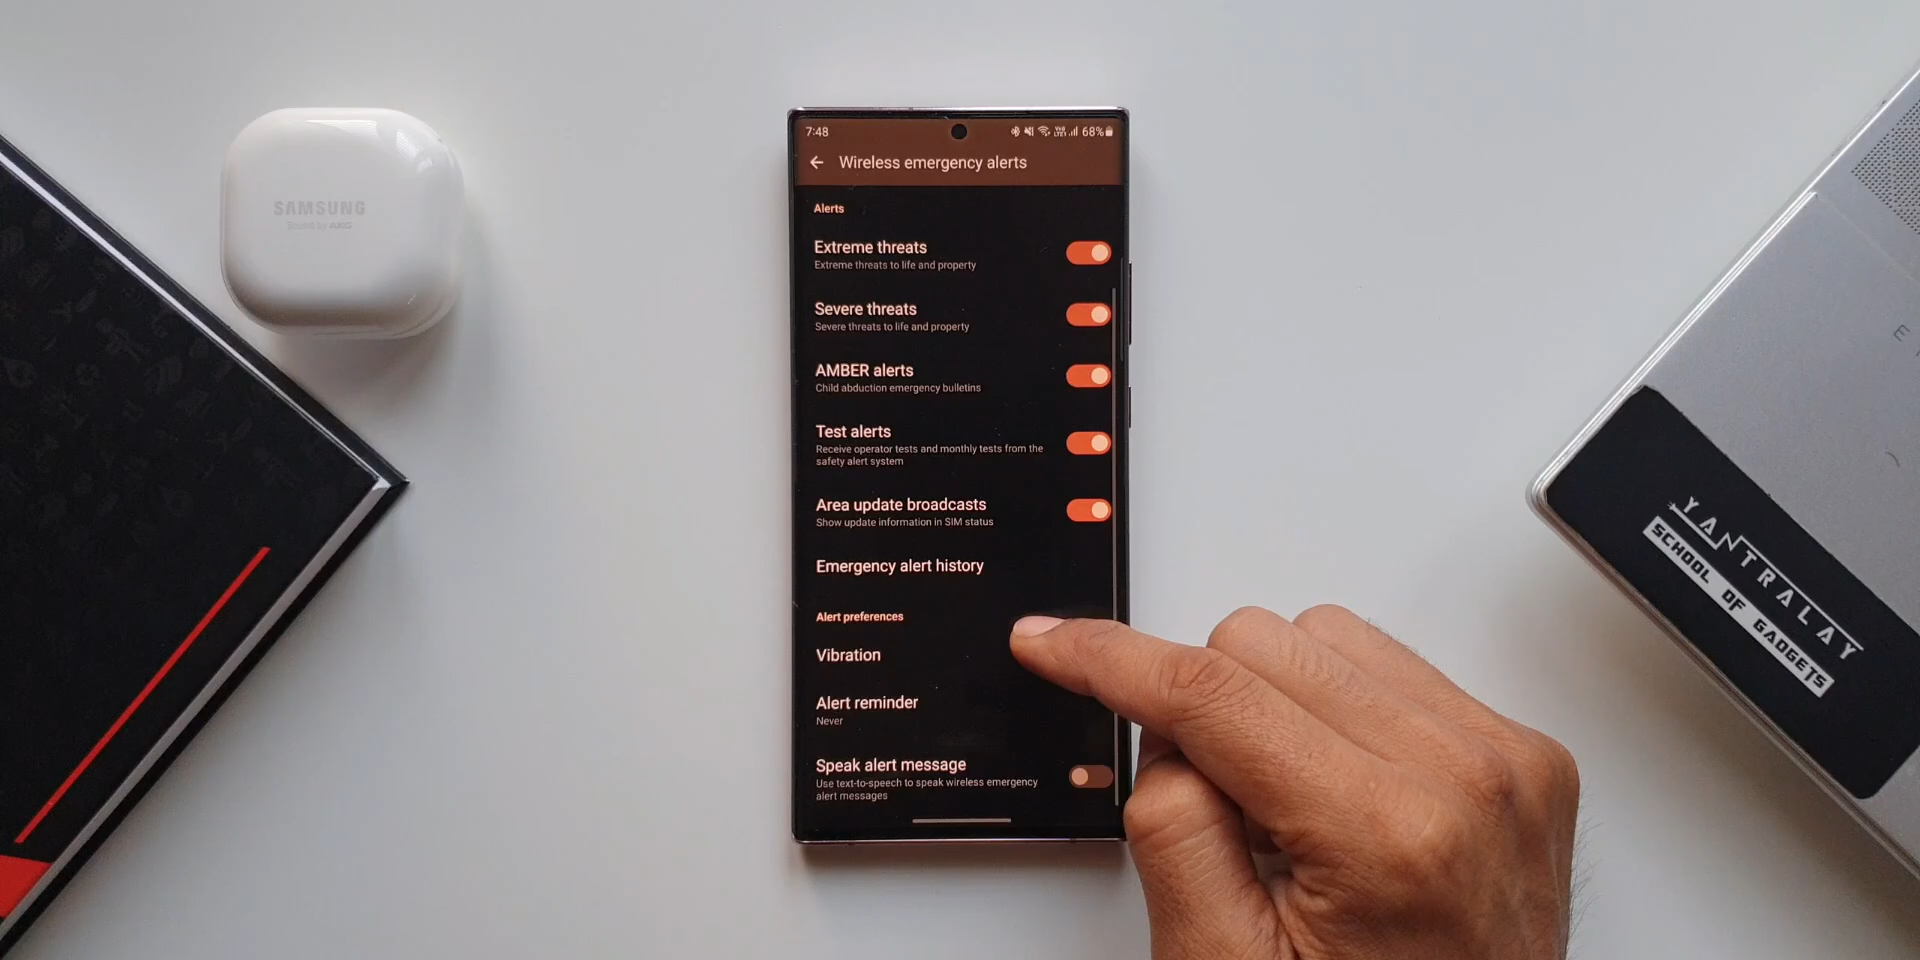 SAMSUNG
Sound by AKG
7:48
68%
Wireless emergency alerts
Alerts
Extreme threats
Extreme threats to life and property
Severe threats
Severe threats to life and property
AMBER alerts
Child abduction emergency bulletins
Test alerts
Receive operator tests and monthly tests from the
safety alert system
Area update broadcasts
Show update information in SIM status
Emergency alert history
Alert preferences
Vibration
Alert reminder
Never
Speak alert message
Use text-to-speech to speak wireless emergency
alert messages
YANTRALAY
SCHOOL OF GADGETS